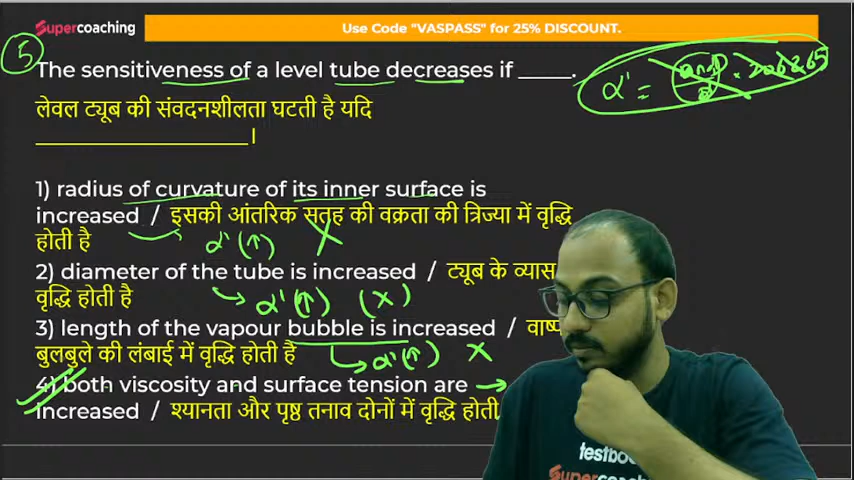 Supercoaching
Use Code "VASPASS" for 25% DISCOUNT.
5
The sensitiveness of a level tube decreases if ____.
α' =
लेवल ट्यूब की संवदनशीलता घटती है यदि
____________________।
1) radius of curvature of its inner surface is
increased / इसकी आंतरिक सतह की वक्रता की त्रिज्या में वृद्धि
होती है
α' (↑) X
2) diameter of the tube is increased / ट्यूब के व्यास
वृद्धि होती है
α' (↑) (X)
3) length of the vapour bubble is increased / वाष्प
बुलबुले की लंबाई में वृद्धि होती है
α' (↑) X
4) both viscosity and surface tension are
increased / श्यानता और पृष्ठ तनाव दोनों में वृद्धि होती
testbook
Supercoaching